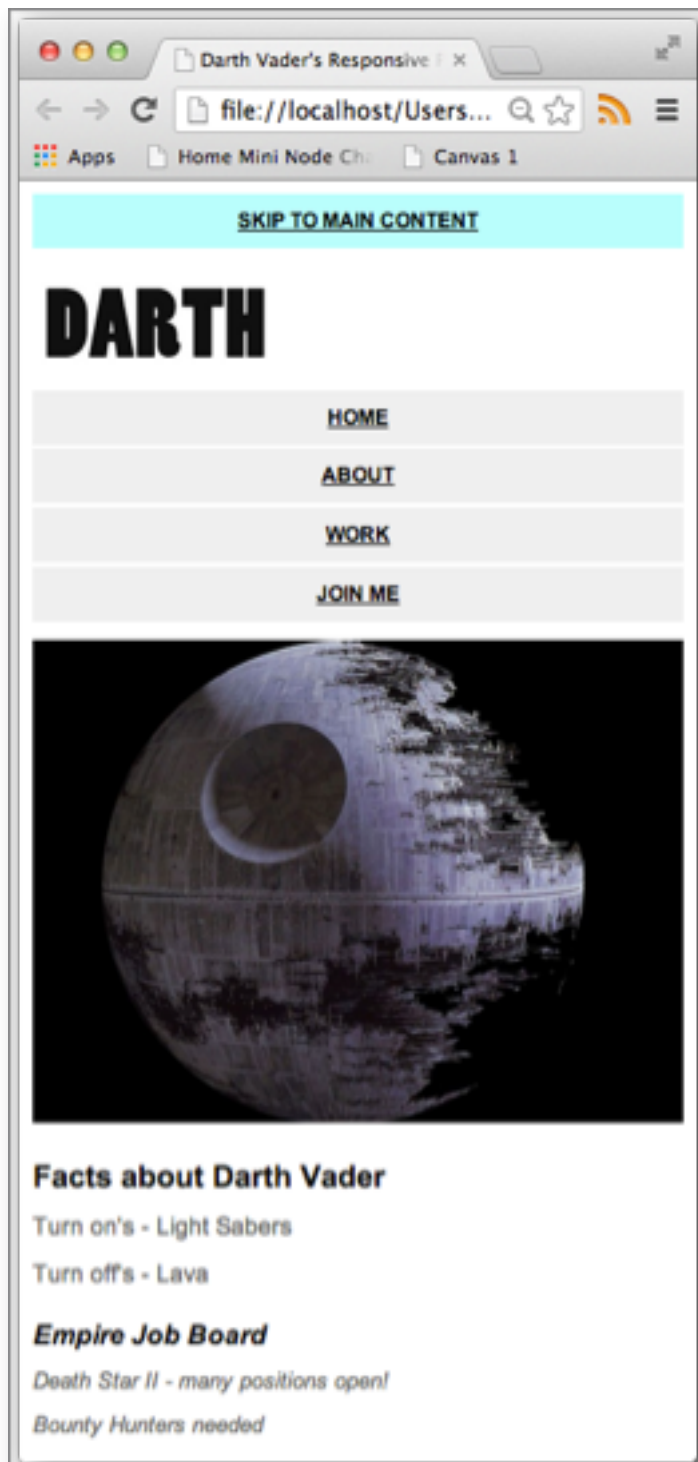 Darth Vader's Responsive
file://localhost/Users...
Apps Home Mini Node Canvas 1
SKIP TO MAIN CONTENT
DARTH
HOME
ABOUT
WORK
JOIN ME
Facts about Darth Vader
Turn on's - Light Sabers
Turn off's - Lava
Empire Job Board
Death Star II - many positions open!
Bounty Hunters needed